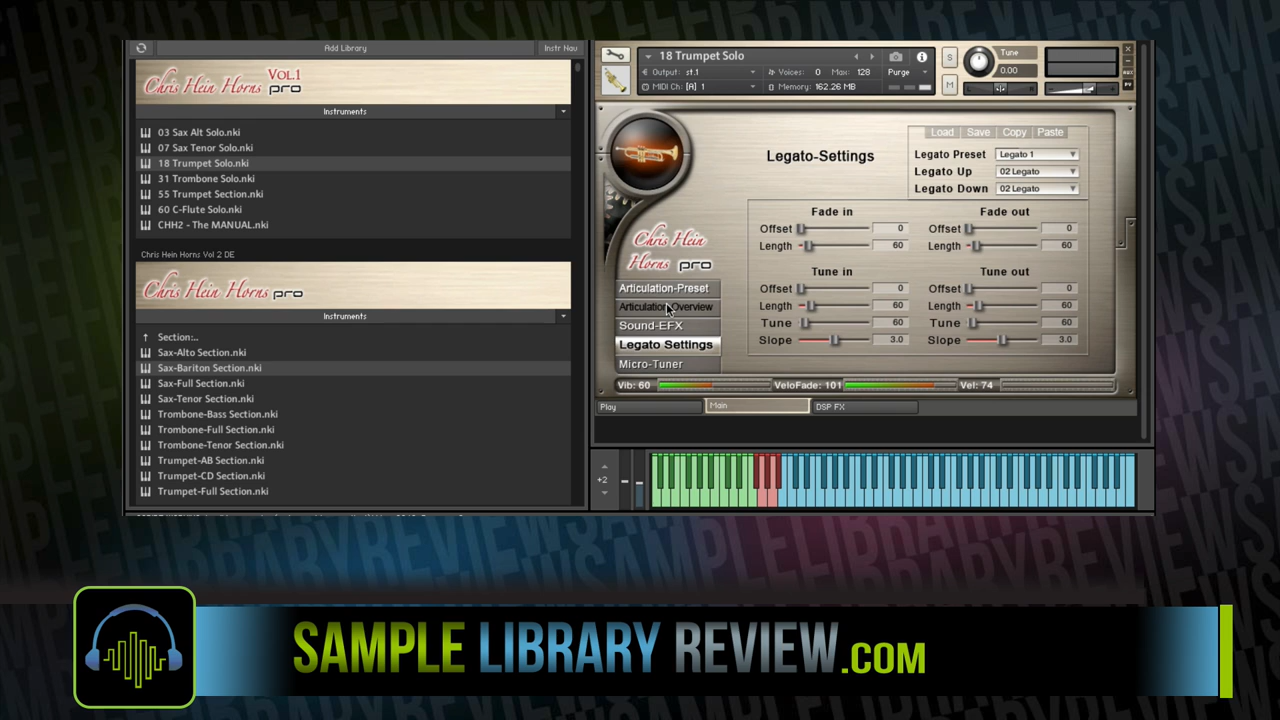 Add Library
Instr Nav
Chris Hein Horns pro VOL.1
Instruments
03 Sax Alt Solo.nki
07 Sax Tenor Solo.nki
18 Trumpet Solo.nki
31 Trombone Solo.nki
55 Trumpet Section.nki
60 C-Flute Solo.nki
CHH2 - The MANUAL.nki
Chris Hein Horns Vol 2 DE
Chris Hein Horns pro
Instruments
Section:..
Sax-Alto Section.nki
Sax-Bariton Section.nki
Sax-Full Section.nki
Sax-Tenor Section.nki
Trombone-Bass Section.nki
Trombone-Full Section.nki
Trombone-Tenor Section.nki
Trumpet-AB Section.nki
Trumpet-CD Section.nki
Trumpet-Full Section.nki
18 Trumpet Solo
Output: st.1 Voices: 0 Max: 128 Purge
MIDI Ch: [A] 1 Memory: 162.26 MB
S
M
Tune
0.00
AUX
PV
Load Save Copy Paste
Legato-Settings
Legato Preset Legato 1
Legato Up 02 Legato
Legato Down 02 Legato
Fade in Fade out
Offset 0 Offset 0
Length 60 Length 60
Tune in Tune out
Offset 0 Offset 0
Length 60 Length 60
Tune 60 Tune 60
Slope 3.0 Slope 3.0
Chris Hein
Horns pro
Articulation-Preset
Articulation-Overview
Sound-EFX
Legato Settings
Micro-Tuner
Vib: 60 VeloFade: 101 Vel: 74
Play Main DSP FX
+2
SAMPLE LIBRARY REVIEW.COM